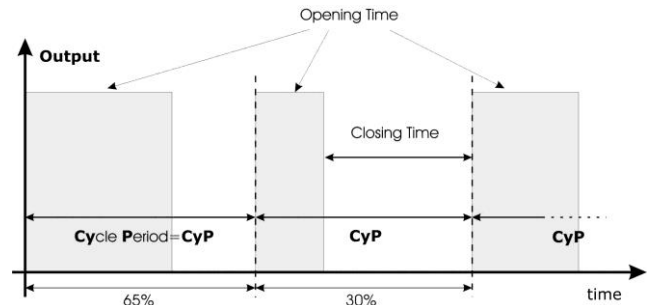 Opening Time
Output
Closing Time
Cycle Period=CyP
CyP
CyP
65%
30%
time